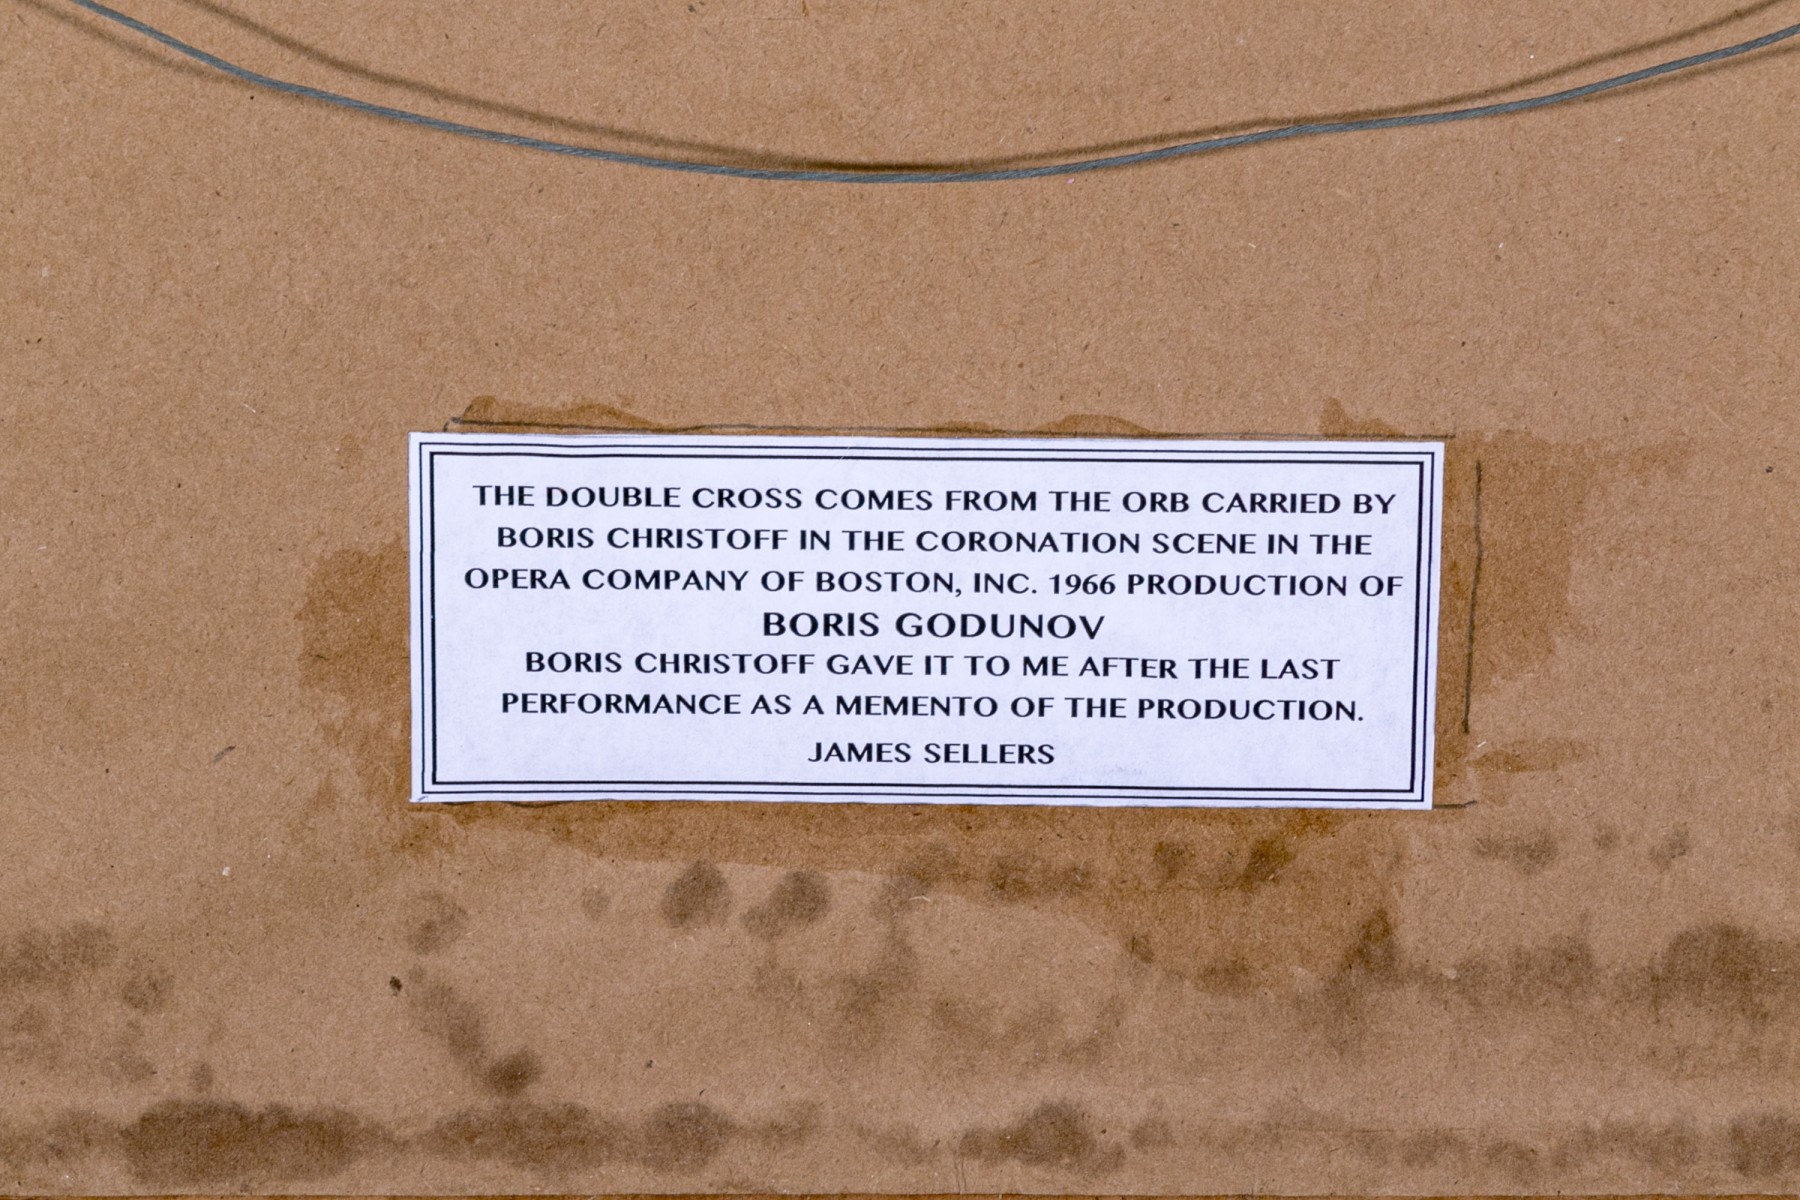 THE DOUBLE CROSS COMES FROM THE ORB CARRIED BY
BORIS CHRISTOFF IN THE CORONATION SCENE IN THE
OPERA COMPANY OF BOSTON, INC. 1966 PRODUCTION OF
BORIS GODUNOV
BORIS CHRISTOFF GAVE IT TO ME AFTER THE LAST
PERFORMANCE AS A MEMENTO OF THE PRODUCTION.
JAMES SELLERS